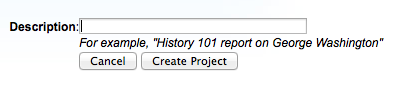 Description:
For example, "History 101 report on George Washington"
Cancel Create Project